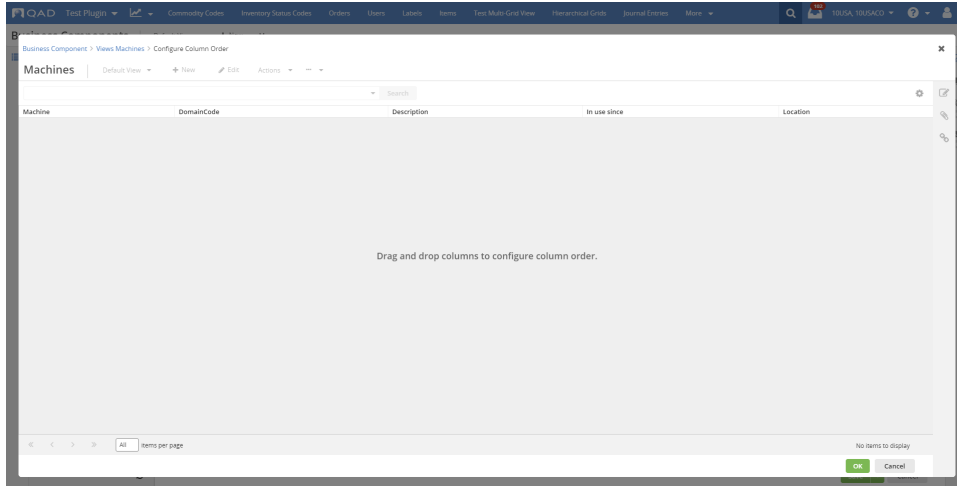 QAD Test Plugin Commodity Codes Inventory Status Codes Orders Users Labels Items Test Multi-Grid View Hierarchical Grids Journal Entries More 102 10USA, 10USACO
Business Component > Views Machines > Configure Column Order
Machines Default View + New Edit Actions
Search
Machine DomainCode Description In use since Location
Drag and drop columns to configure column order.
All items per page No items to display
OK Cancel